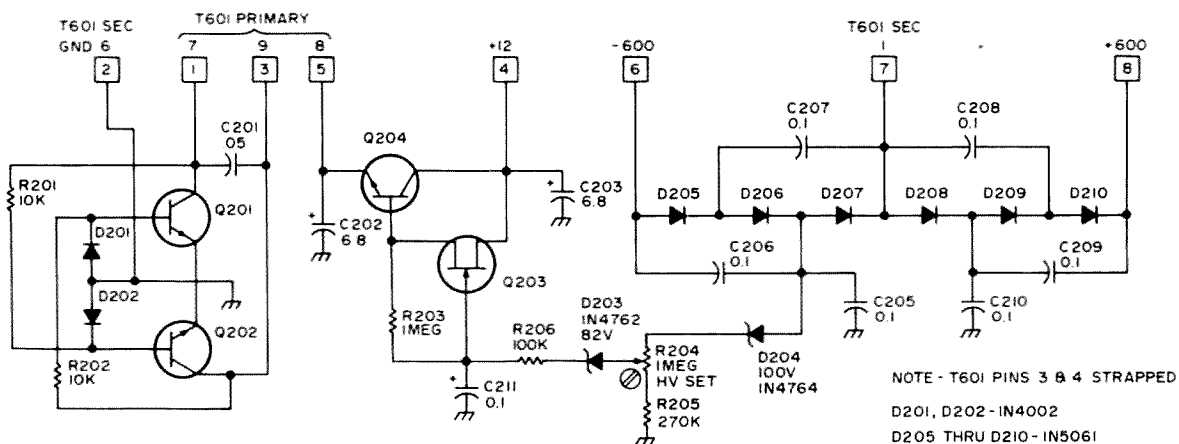 T601 SEC
GND 6
T601 PRIMARY
7 9 8
+12
-600
T601 SEC
1
+600
2 1 3 5 4 6 7 8
C201
.05
Q204
C207
0.1
C208
0.1
R201
10K
Q201
D201
C202
6.8
C203
6.8
D205 D206 D207 D208 D209 D210
C206
0.1
C209
0.1
D202
Q203
C205
0.1
C210
0.1
Q202
R203
1MEG
R206
100K
D203
1N4762
82V
R202
10K
R204
1MEG
HV SET
D204
100V
1N4764
C211
0.1
R205
270K
NOTE - T601 PINS 3 & 4 STRAPPED
D201, D202 - 1N4002
D205 THRU D210 - 1N5061